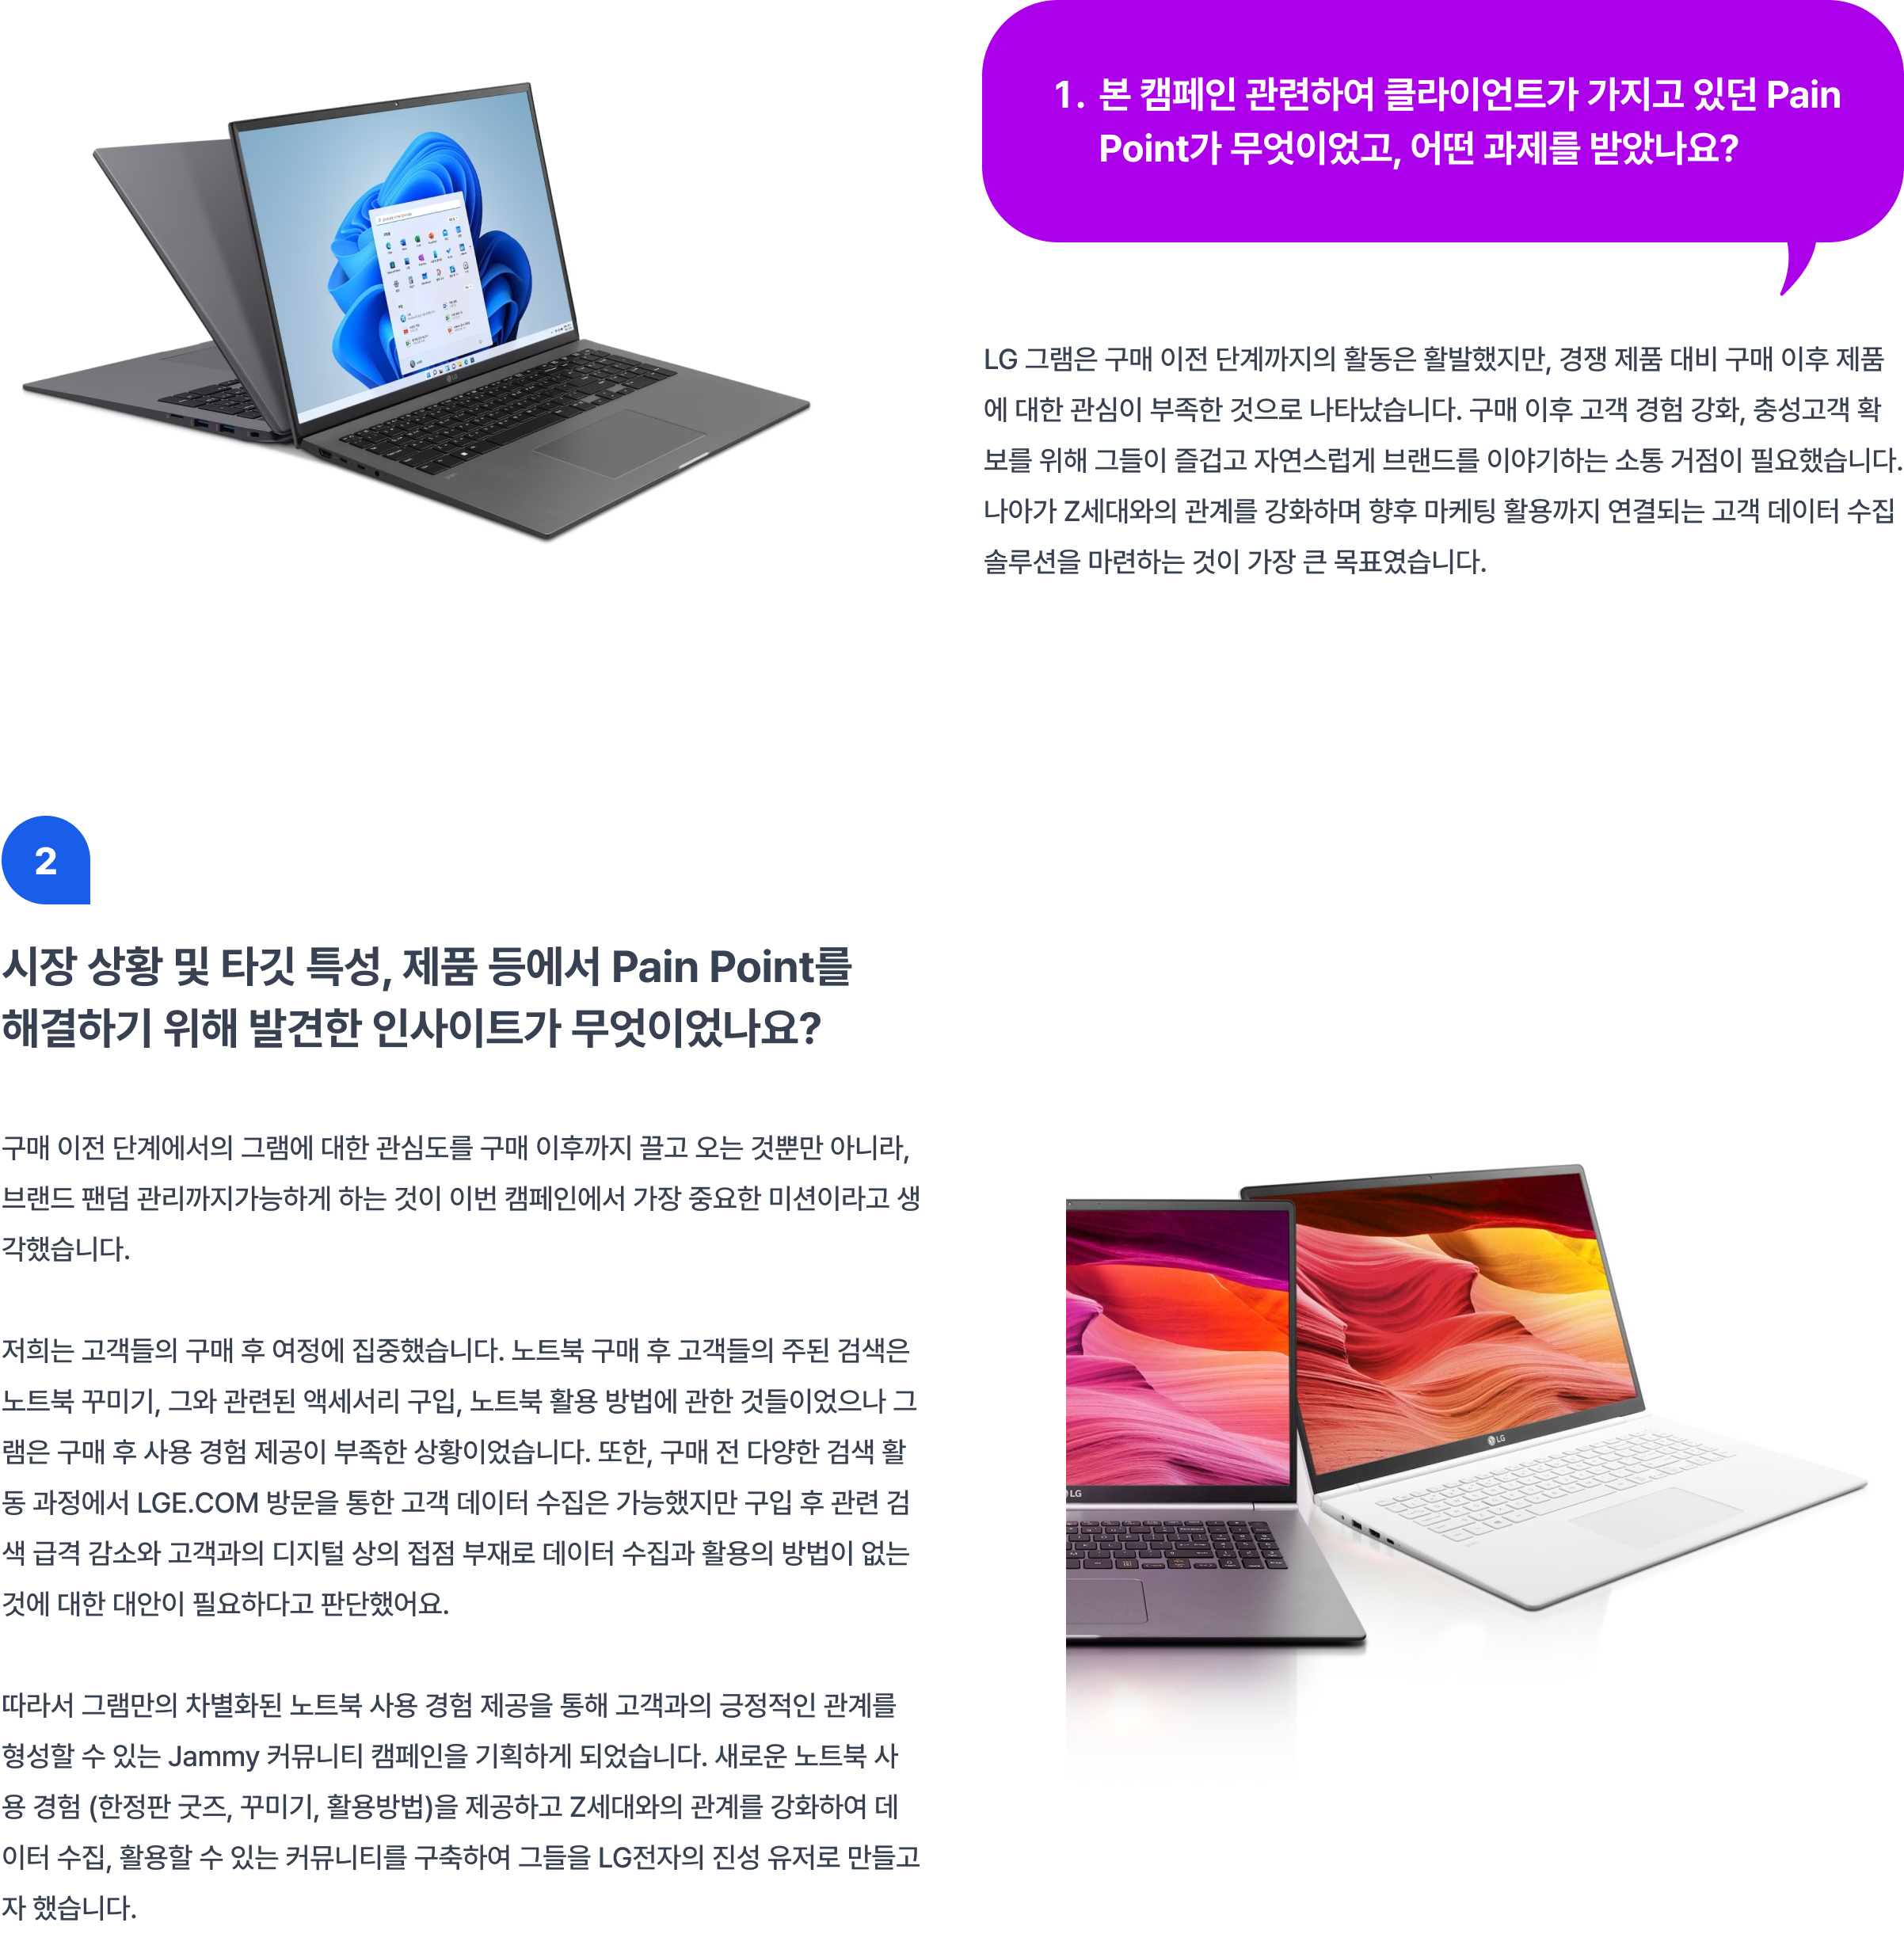 1. 본 캠페인 관련하여 클라이언트가 가지고 있던 Pain
Point가 무엇이었고, 어떤 과제를 받았나요?
LG 그램은 구매 이전 단계까지의 활동은 활발했지만, 경쟁 제품 대비 구매 이후 제품
에 대한 관심이 부족한 것으로 나타났습니다. 구매 이후 고객 경험 강화, 충성고객 확
보를 위해 그들이 즐겁고 자연스럽게 브랜드를 이야기하는 소통 거점이 필요했습니다.
나아가 Z세대와의 관계를 강화하며 향후 마케팅 활용까지 연결되는 고객 데이터 수집
솔루션을 마련하는 것이 가장 큰 목표였습니다.
2
시장 상황 및 타깃 특성, 제품 등에서 Pain Point를
해결하기 위해 발견한 인사이트가 무엇이었나요?
구매 이전 단계에서의 그램에 대한 관심도를 구매 이후까지 끌고 오는 것뿐만 아니라,
브랜드 팬덤 관리까지가능하게 하는 것이 이번 캠페인에서 가장 중요한 미션이라고 생
각했습니다.
저희는 고객들의 구매 후 여정에 집중했습니다. 노트북 구매 후 고객들의 주된 검색은
노트북 꾸미기, 그와 관련된 액세서리 구입, 노트북 활용 방법에 관한 것들이었으나 그
램은 구매 후 사용 경험 제공이 부족한 상황이었습니다. 또한, 구매 전 다양한 검색 활
동 과정에서 LGE.COM 방문을 통한 고객 데이터 수집은 가능했지만 구입 후 관련 검
색 급격 감소와 고객과의 디지털 상의 접점 부재로 데이터 수집과 활용의 방법이 없는
것에 대한 대안이 필요하다고 판단했어요.
따라서 그램만의 차별화된 노트북 사용 경험 제공을 통해 고객과의 긍정적인 관계를
형성할 수 있는 Jammy 커뮤니티 캠페인을 기획하게 되었습니다. 새로운 노트북 사
용 경험 (한정판 굿즈, 꾸미기, 활용방법)을 제공하고 Z세대와의 관계를 강화하여 데
이터 수집, 활용할 수 있는 커뮤니티를 구축하여 그들을 LG전자의 진성 유저로 만들고
자 했습니다.
LG
LG